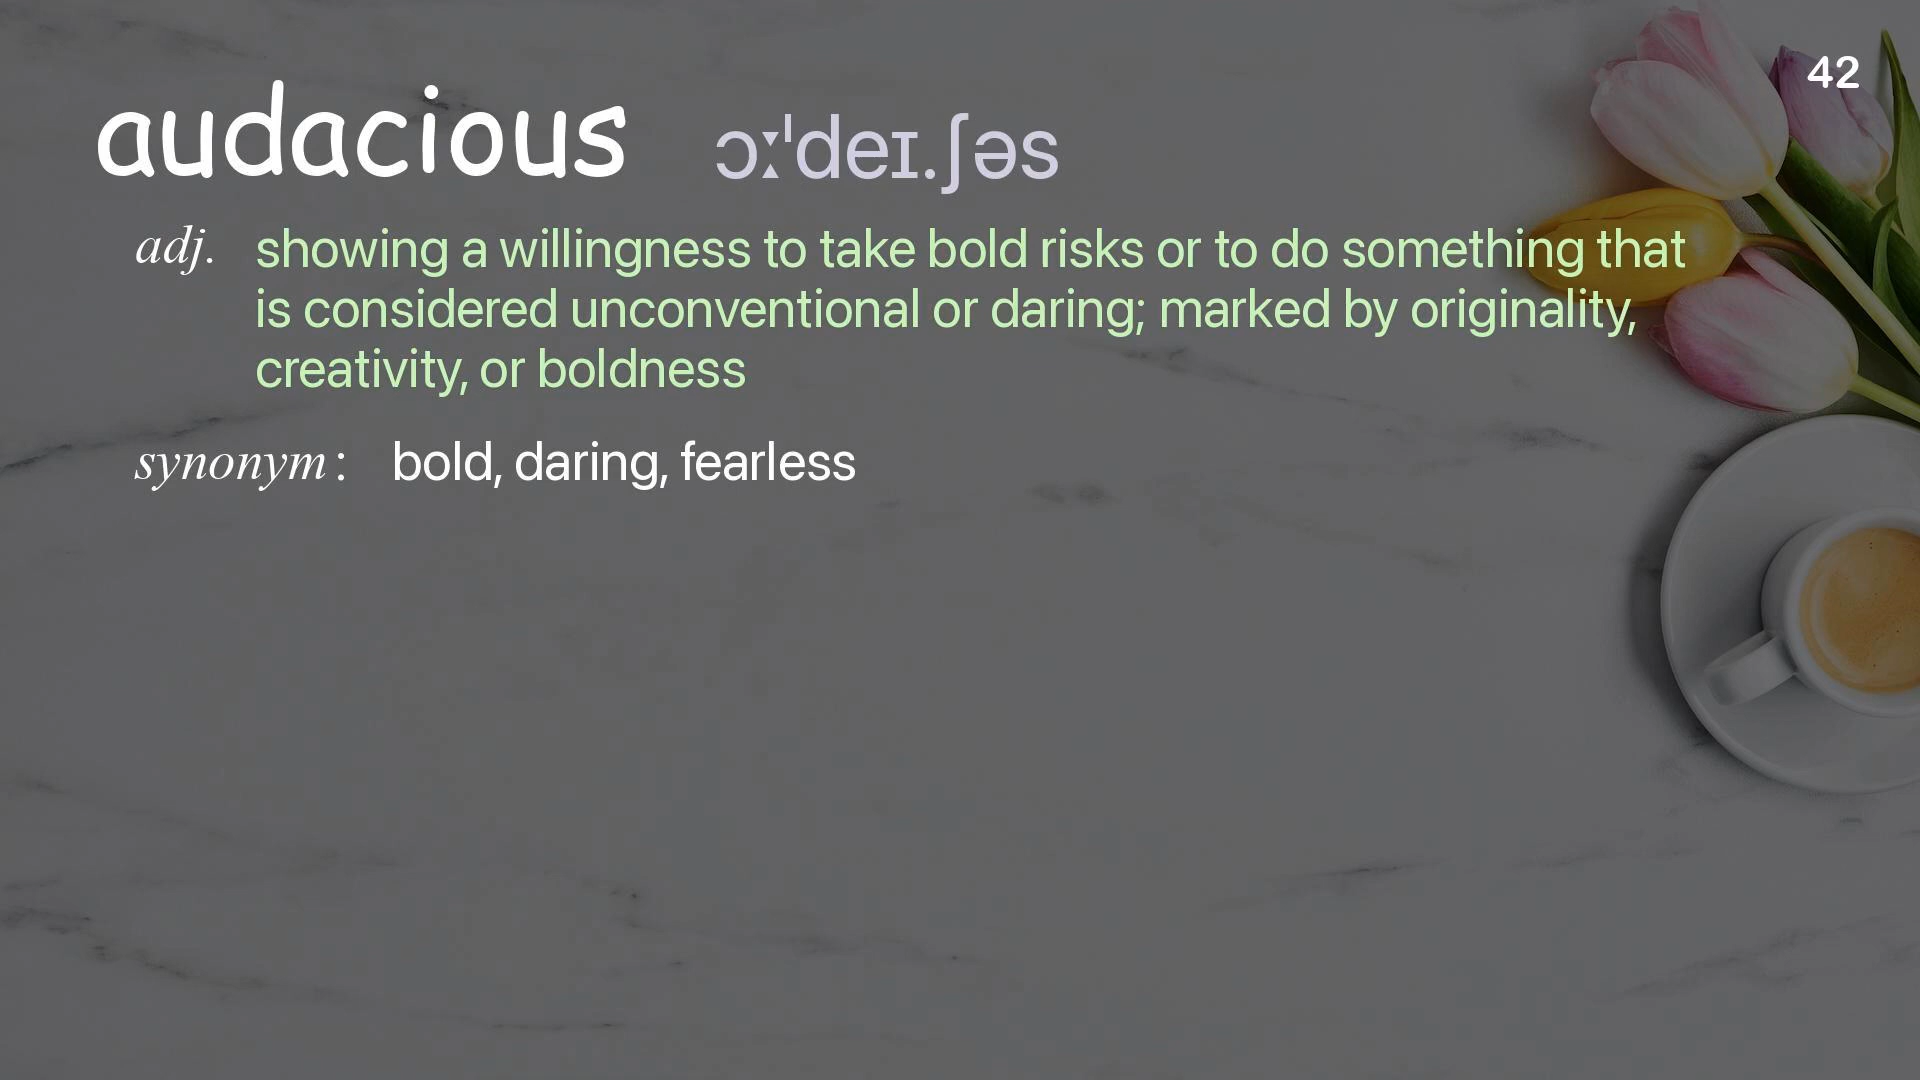 42
audacious ɔːˈdeɪ.ʃəs
adj. showing a willingness to take bold risks or to do something that
is considered unconventional or daring; marked by originality,
creativity, or boldness
synonym: bold, daring, fearless